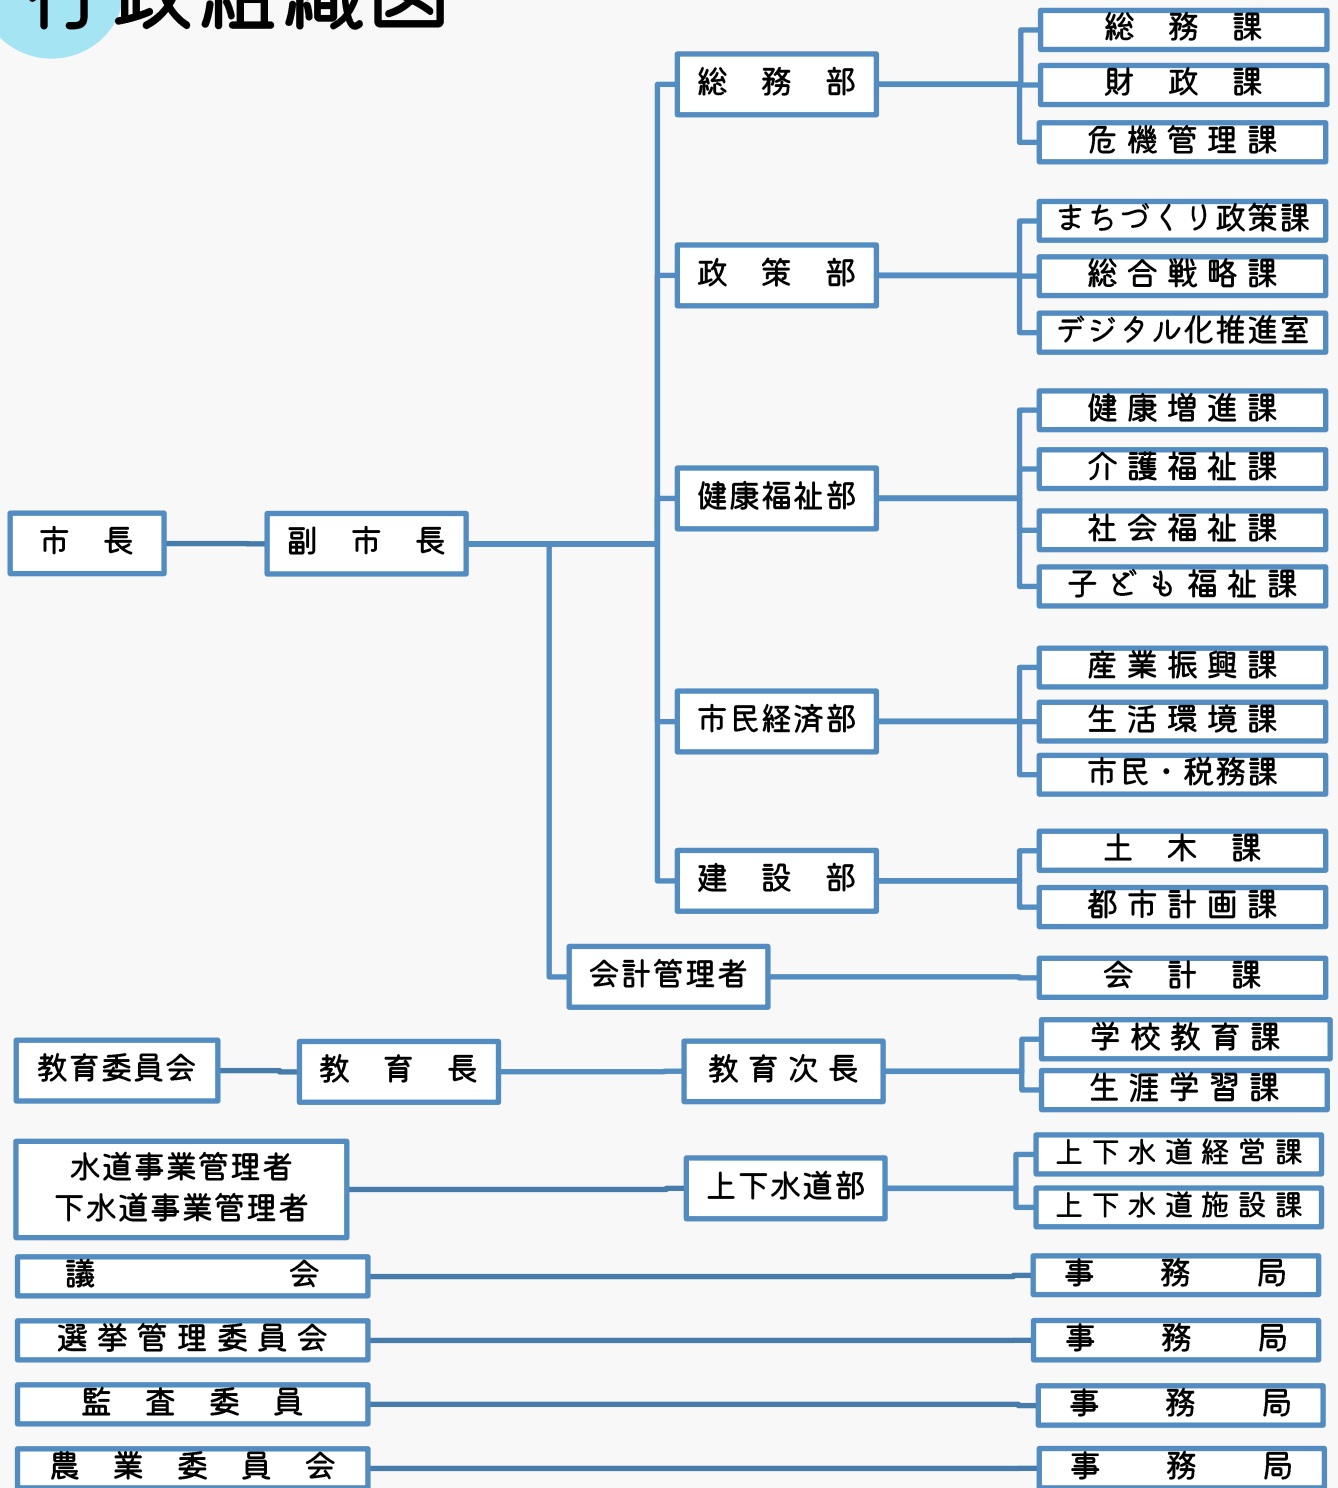 行政組織図
総務課
総務部
財政課
危機管理課
まちづくり政策課
政策部
総合戦略課
デジタル化推進室
健康増進課
介護福祉課
健康福祉部
社会福祉課
子ども福祉課
市長
副市長
産業振興課
市民経済部
生活環境課
市民・税務課
土木課
建設部
都市計画課
会計管理者
会計課
教育委員会
教育長
教育次長
学校教育課
生涯学習課
水道事業管理者
下水道事業管理者
上下水道部
上下水道経営課
上下水道施設課
議会
事務局
選挙管理委員会
事務局
監査委員
事務局
農業委員会
事務局